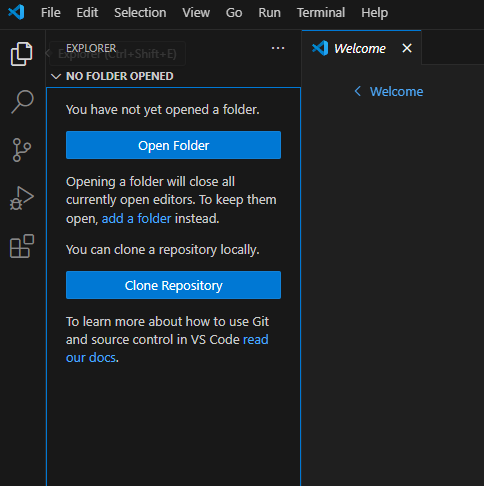 File Edit Selection View Go Run Terminal Help
EXPLORER
Explorer (Ctrl+Shift+E)
NO FOLDER OPENED
You have not yet opened a folder.
Open Folder
Opening a folder will close all
currently open editors. To keep them
open, add a folder instead.
You can clone a repository locally.
Clone Repository
To learn more about how to use Git
and source control in VS Code read
our docs.
Welcome
Welcome